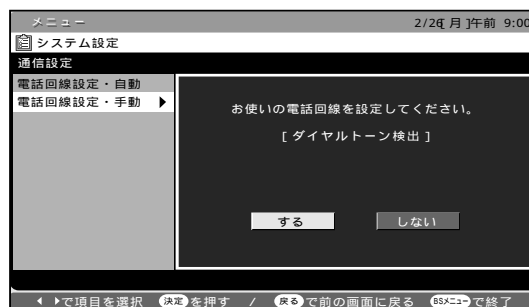 メニュー 2/26[月]午前 9:00
システム設定
通信設定
電話回線設定・自動
電話回線設定・手動
お使いの電話回線を設定してください。
[ダイヤルトーン検出]
する しない
で項目を選択 決定を押す / 戻るで前の画面に戻る BSメニューで終了